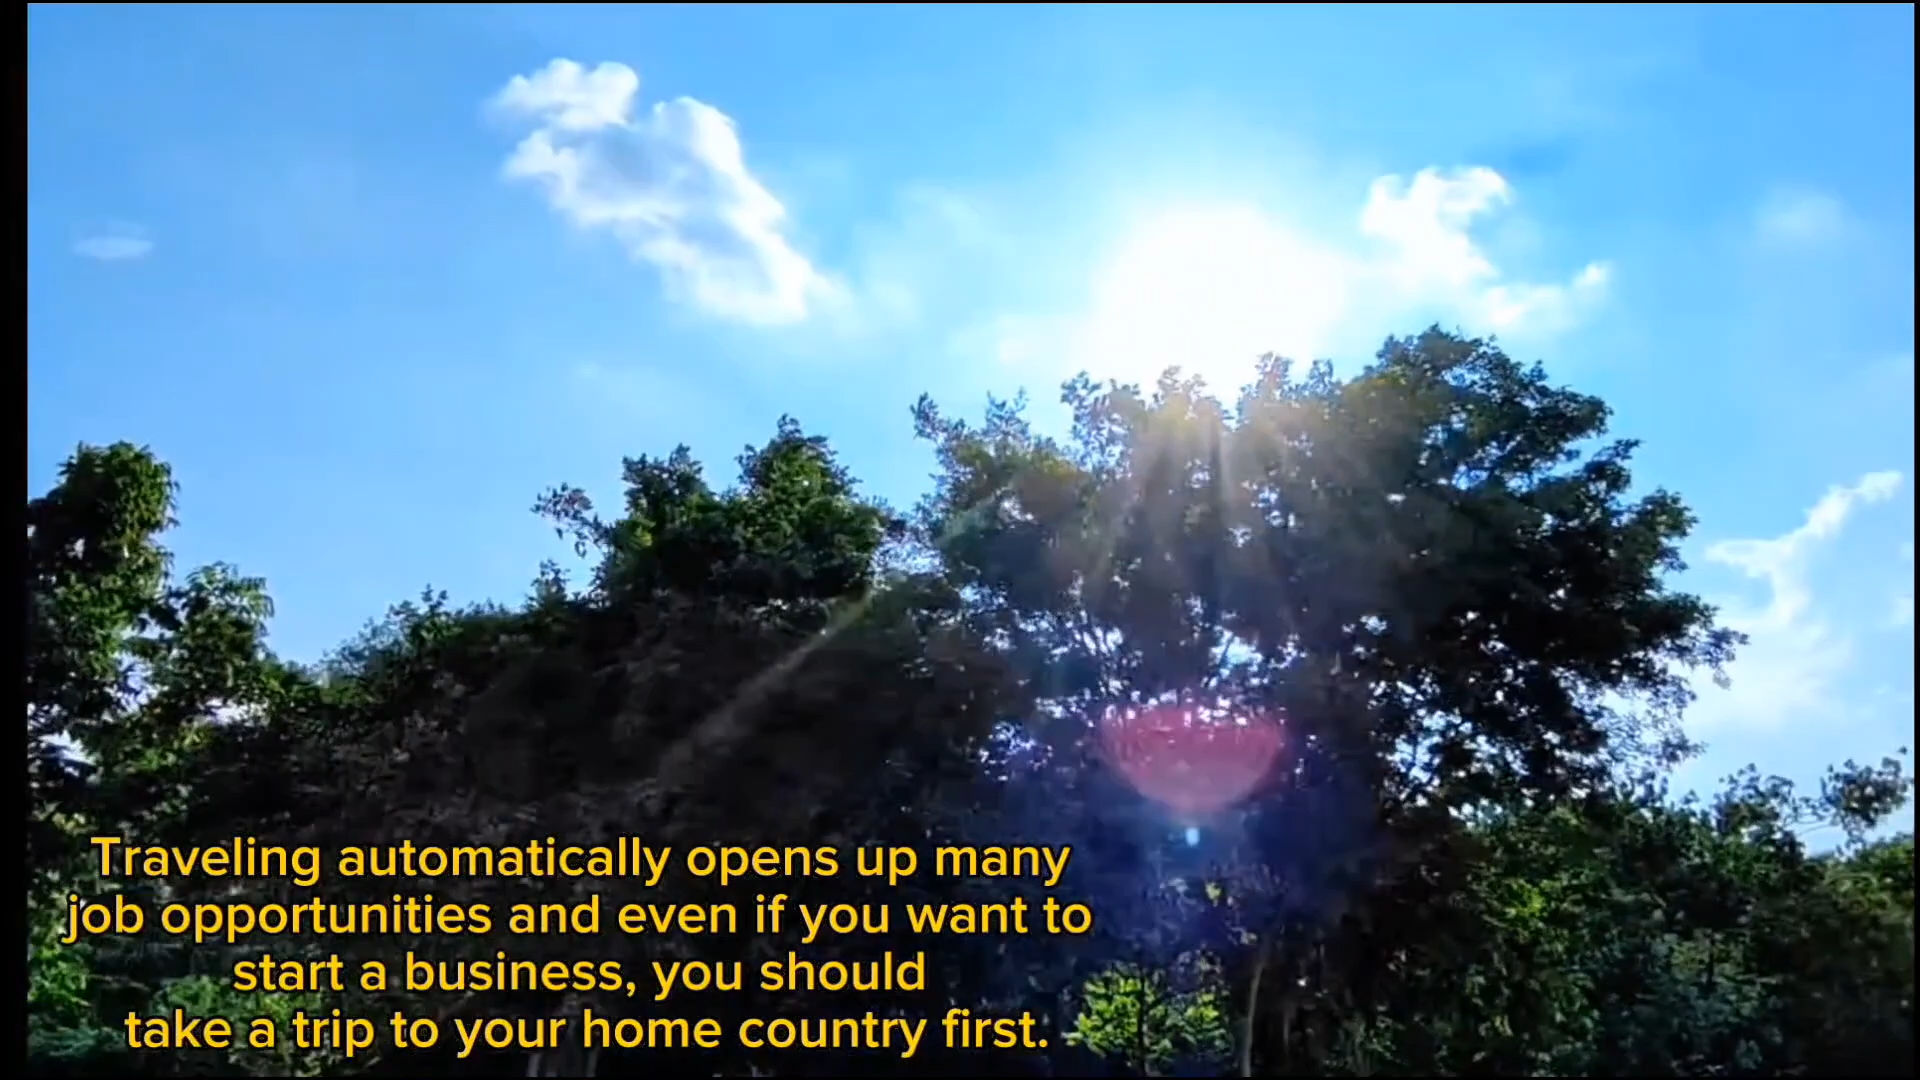 Traveling automatically opens up many
job opportunities and even if you want to
start a business, you should
take a trip to your home country first.